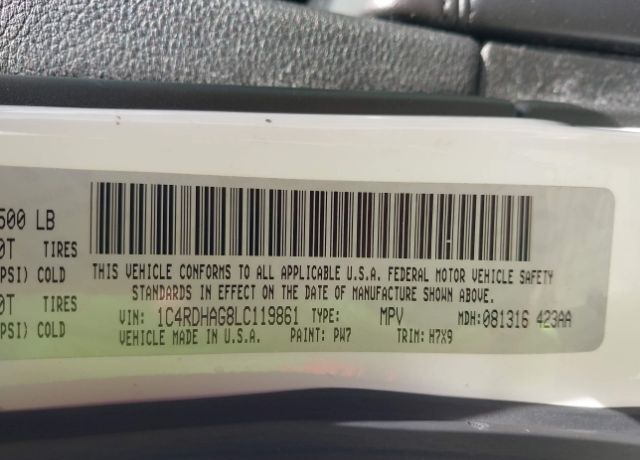 500 LB
0T TIRES
PSI) COLD
0T TIRES
PSI) COLD
THIS VEHICLE CONFORMS TO ALL APPLICABLE U.S.A. FEDERAL MOTOR VEHICLE SAFETY
STANDARDS IN EFFECT ON THE DATE OF MANUFACTURE SHOWN ABOVE.
VIN: 1C4RDHAG8LC119861 TYPE: MPV MDH: 081316 423AA
VEHICLE MADE IN U.S.A. PAINT: PW7 TRIM: H7X9